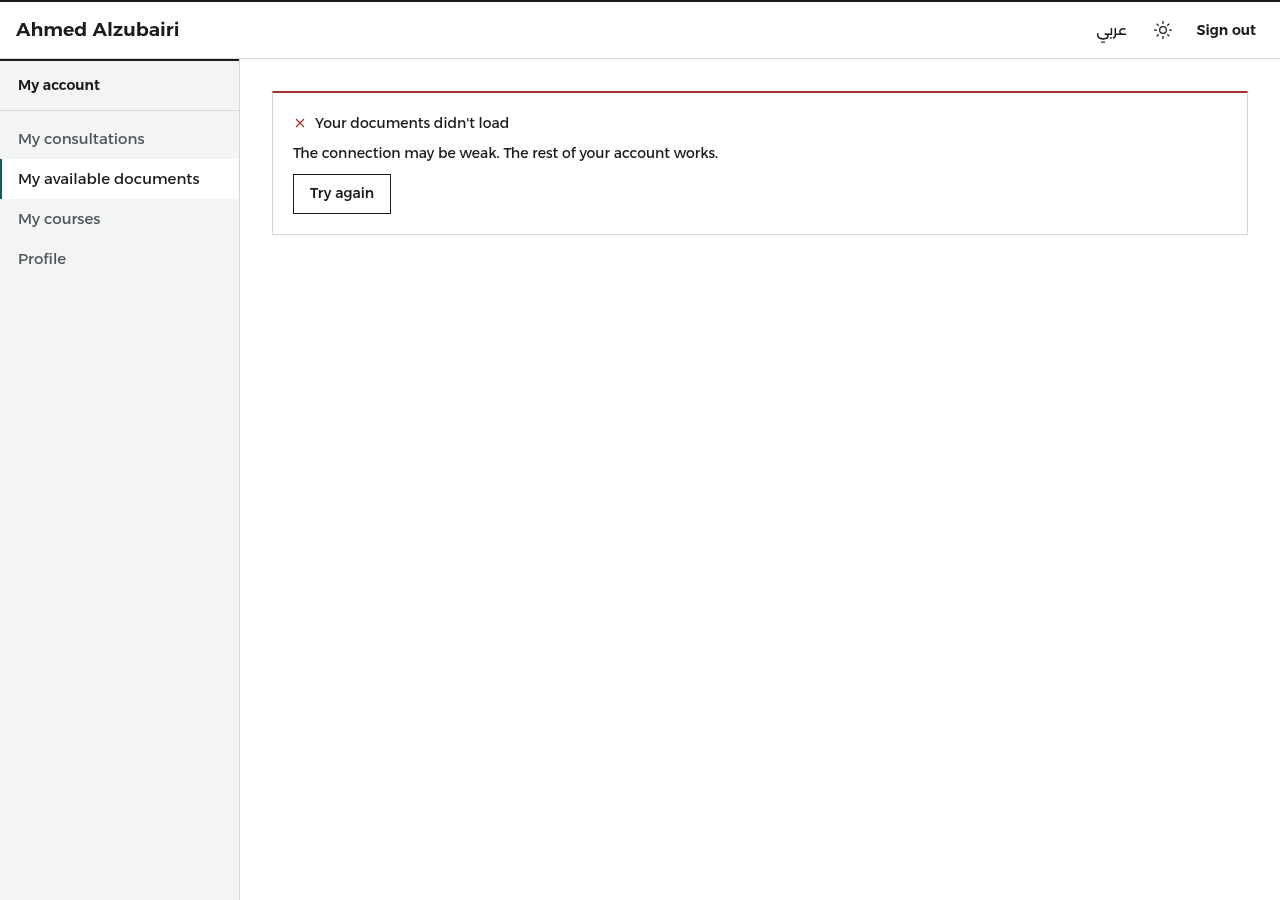 Ahmed Alzubairi
عربي
Sign out
My account
My consultations
My available documents
My courses
Profile
Your documents didn't load
The connection may be weak. The rest of your account works.
Try again